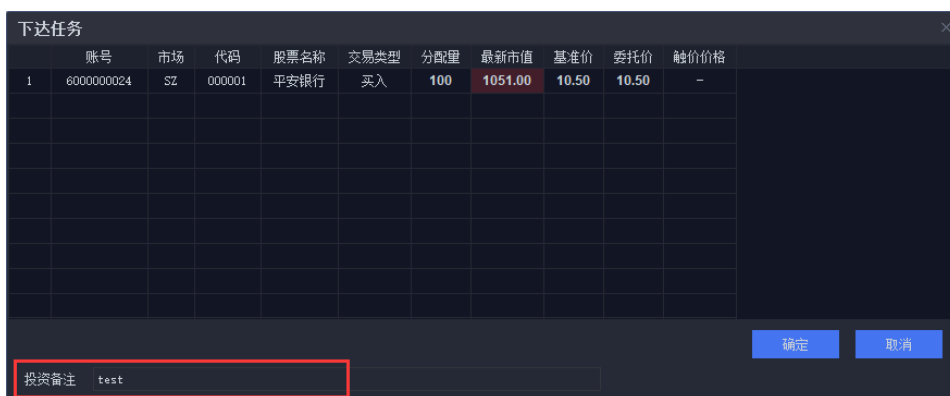 下达任务
账号 市场 代码 股票名称 交易类型 分配量 最新市值 基准价 委托价 触价价格
1 6000000024 SZ 000001 平安银行 买入 100 1051.00 10.50 10.50 -
确定 取消
投资备注 test